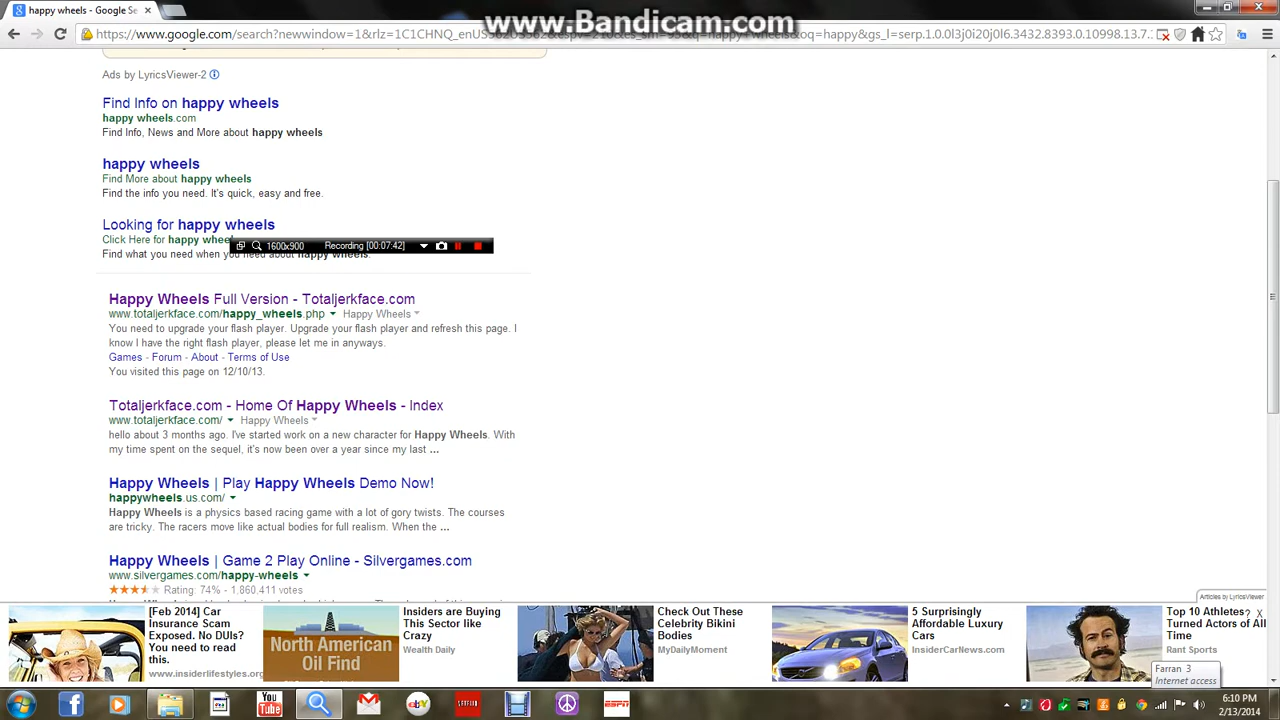 www.Bandicam.com
happy wheels - Google Se
Ads by LyricsViewer-2
Find Info on happy wheels
happy wheels.com
Find Info, News and More about happy wheels
happy wheels
Find More about happy wheels
Find the info you need. It's quick, easy and free.
Looking for happy wheels
Click Here for happy
1600x900 Recording [00:07:42]
Find what you need when you need about happy wheels.
Happy Wheels Full Version - Totaljerkface.com
www.totaljerkface.com/happy_wheels.php Happy Wheels
You need to upgrade your flash player. Upgrade your flash player and refresh this page. I
know I have the right flash player, please let me in anyways.
Games - Forum - About - Terms of Use
You visited this page on 12/10/13.
Totaljerkface.com - Home Of Happy Wheels - Index
www.totaljerkface.com/ Happy Wheels
hello about 3 months ago. I've started work on a new character for Happy Wheels. With
my time spent on the sequel, it's now been over a year since my last ...
Happy Wheels | Play Happy Wheels Demo Now!
happywheels.us.com/
Happy Wheels is a physics based racing game with a lot of gory twists. The courses
are tricky. The racers move like actual bodies for full realism. When the ...
Happy Wheels | Game 2 Play Online - Silvergames.com
www.silvergames.com/happy-wheels
Rating: 74% - 1,860,411 votes
Articles by LyricsViewer
[Feb 2014] Car
Insurance Scam
Exposed. No DUIs?
You need to read
this.
www.insiderlifestyles.org
North American
Oil Find
Insiders are Buying
This Sector like
Crazy
Wealth Daily
Check Out These
Celebrity Bikini
Bodies
MyDailyMoment
5 Surprisingly
Affordable Luxury
Cars
InsiderCarNews.com
Top 10 Athletes
Turned Actors of All
Time
Rant Sports
? X
Farran 3
Internet access
You
Tube
NETFLIX
ebY
ESPN
6:10 PM
2/13/2014